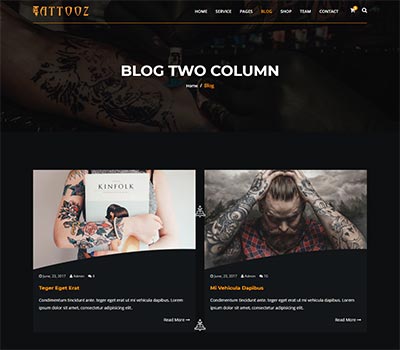 TATTOOZ
HOME SERVICE PAGES BLOG SHOP TEAM CONTACT
BLOG TWO COLUMN
Home / Blog
KINFOLK
June, 23, 2017 Admin 6
Teger Eget Erat
Condimentum tincidunt ante. teger eget erat ut mi vehicula dapibus. Lorem
ipsum dolor sit amet, consectetur adipiscing elit.
Read More
June, 23, 2017 Admin 10
Mi Vehicula Dapibus
Condimentum tincidunt ante. teger eget erat ut mi vehicula dapibus. Lorem
ipsum dolor sit amet, consectetur adipiscing elit.
Read More